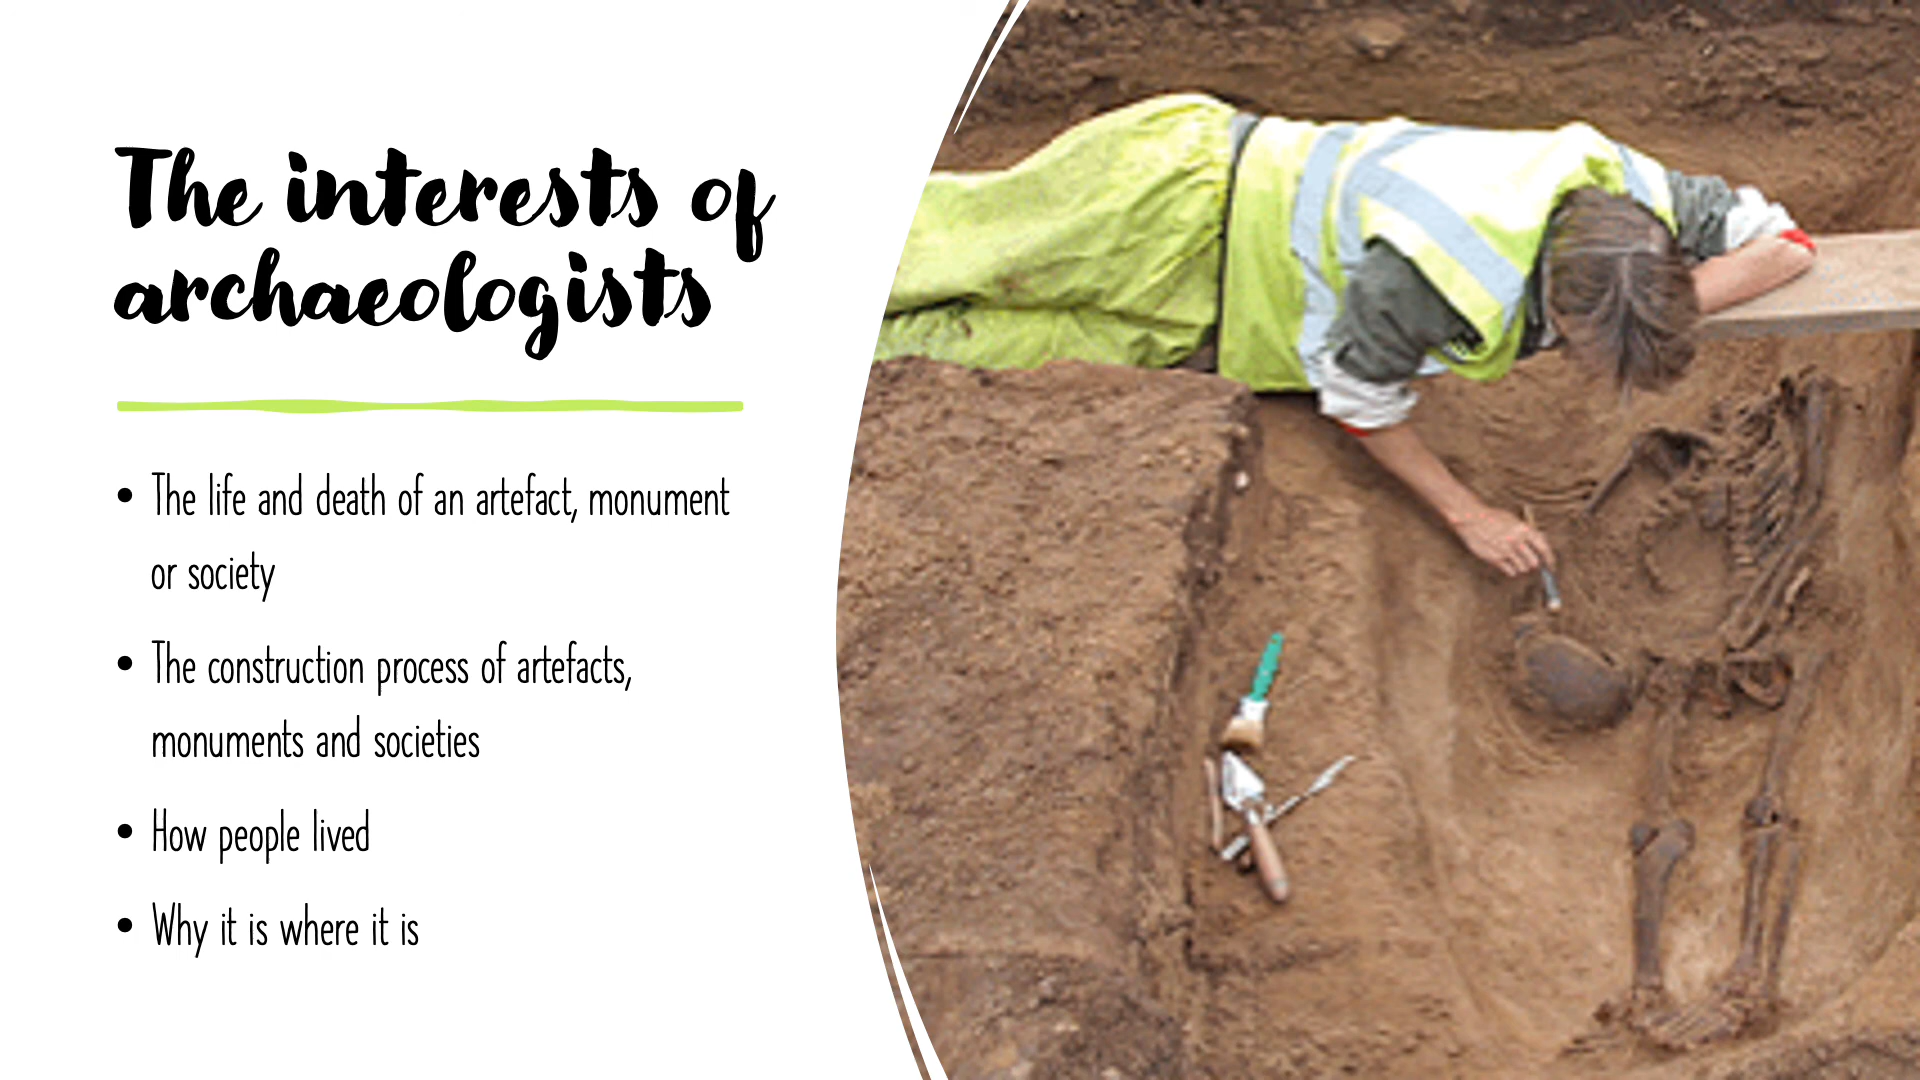 The interests of
archaeologists
• The life and death of an artefact, monument
or society
• The construction process of artefacts,
monuments and societies
• How people lived
• Why it is where it is